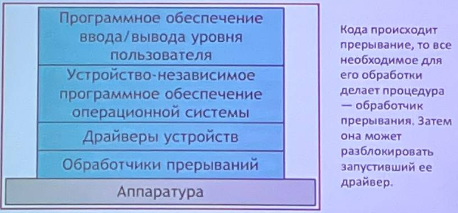 Программное обеспечение
ввода/вывода уровня
пользователя
Устройство-независимое
программное обеспечение
операционной системы
Драйверы устройств
Обработчики прерываний
Аппаратура
Кода происходит
прерывание, то все
необходимое для
его обработки
делает процедура
— обработчик
прерывания. Затем
она может
разблокировать
запустивший ее
драйвер.